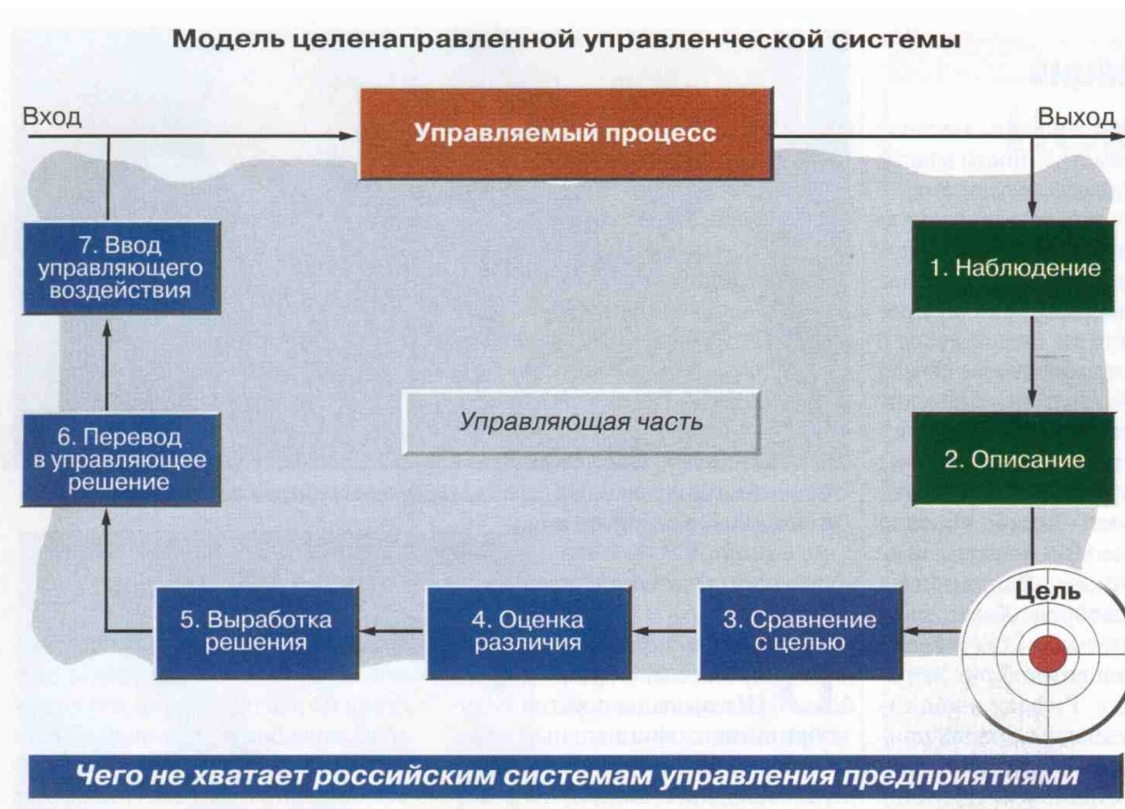 Модель целенаправленной управленческой системы
Вход
Управляемый процесс
Выход
7. Ввод
управляющего
воздействия
1. Наблюдение
6. Перевод
в управляющее
решение
Управляющая часть
2. Описание
Цель
5. Выработка
решения
4. Оценка
различия
3. Сравнение
с целью
Чего не хватает российским системам управления предприятиями